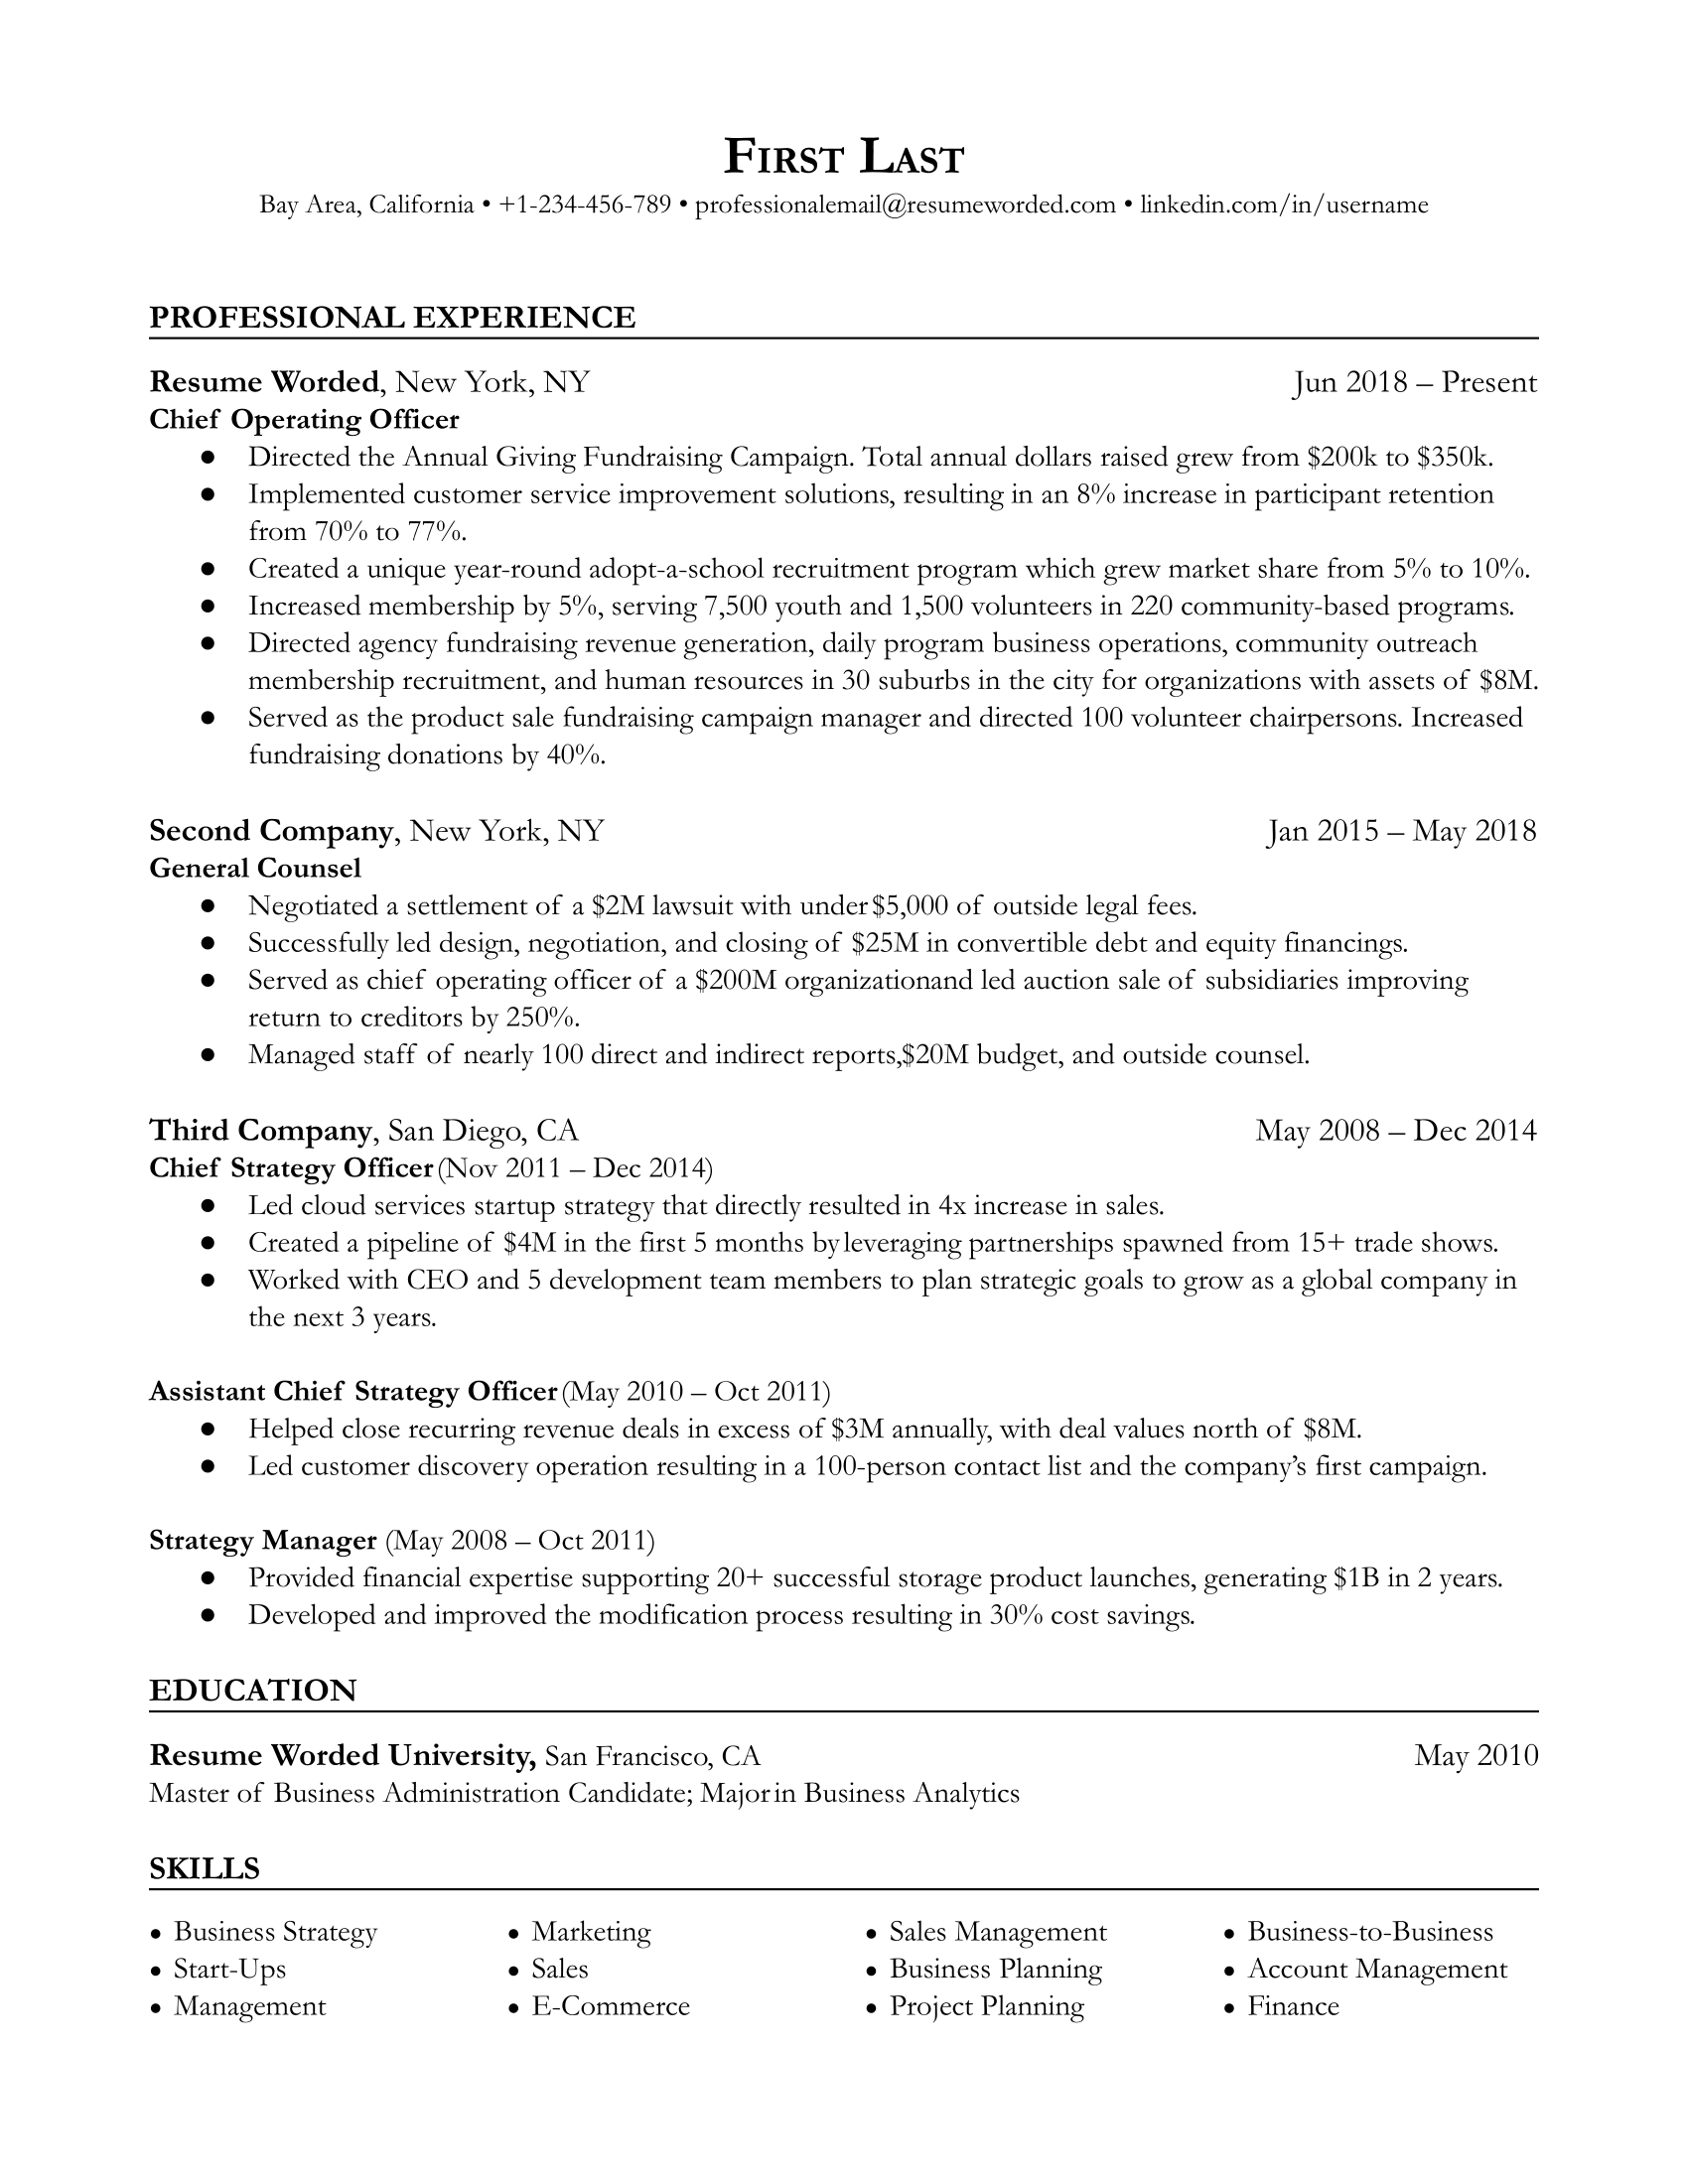 First Last
Bay Area, California • +1-234-456-789 • professionalemail@resumeworded.com • linkedin.com/in/username
PROFESSIONAL EXPERIENCE
Resume Worded, New York, NY Jun 2018 – Present
Chief Operating Officer
● Directed the Annual Giving Fundraising Campaign. Total annual dollars raised grew from $200k to $350k.
● Implemented customer service improvement solutions, resulting in an 8% increase in participant retention
from 70% to 77%.
● Created a unique year-round adopt-a-school recruitment program which grew market share from 5% to 10%.
● Increased membership by 5%, serving 7,500 youth and 1,500 volunteers in 220 community-based programs.
● Directed agency fundraising revenue generation, daily program business operations, community outreach
membership recruitment, and human resources in 30 suburbs in the city for organizations with assets of $8M.
● Served as the product sale fundraising campaign manager and directed 100 volunteer chairpersons. Increased
fundraising donations by 40%.
Second Company, New York, NY Jan 2015 – May 2018
General Counsel
● Negotiated a settlement of a $2M lawsuit with under $5,000 of outside legal fees.
● Successfully led design, negotiation, and closing of $25M in convertible debt and equity financings.
● Served as chief operating officer of a $200M organizationand led auction sale of subsidiaries improving
return to creditors by 250%.
● Managed staff of nearly 100 direct and indirect reports,$20M budget, and outside counsel.
Third Company, San Diego, CA May 2008 – Dec 2014
Chief Strategy Officer (Nov 2011 – Dec 2014)
● Led cloud services startup strategy that directly resulted in 4x increase in sales.
● Created a pipeline of $4M in the first 5 months by leveraging partnerships spawned from 15+ trade shows.
● Worked with CEO and 5 development team members to plan strategic goals to grow as a global company in
the next 3 years.
Assistant Chief Strategy Officer (May 2010 – Oct 2011)
● Helped close recurring revenue deals in excess of $3M annually, with deal values north of $8M.
● Led customer discovery operation resulting in a 100-person contact list and the company’s first campaign.
Strategy Manager (May 2008 – Oct 2011)
● Provided financial expertise supporting 20+ successful storage product launches, generating $1B in 2 years.
● Developed and improved the modification process resulting in 30% cost savings.
EDUCATION
Resume Worded University, San Francisco, CA May 2010
Master of Business Administration Candidate; Major in Business Analytics
SKILLS
• Business Strategy • Marketing • Sales Management • Business-to-Business
• Start-Ups • Sales • Business Planning • Account Management
• Management • E-Commerce • Project Planning • Finance